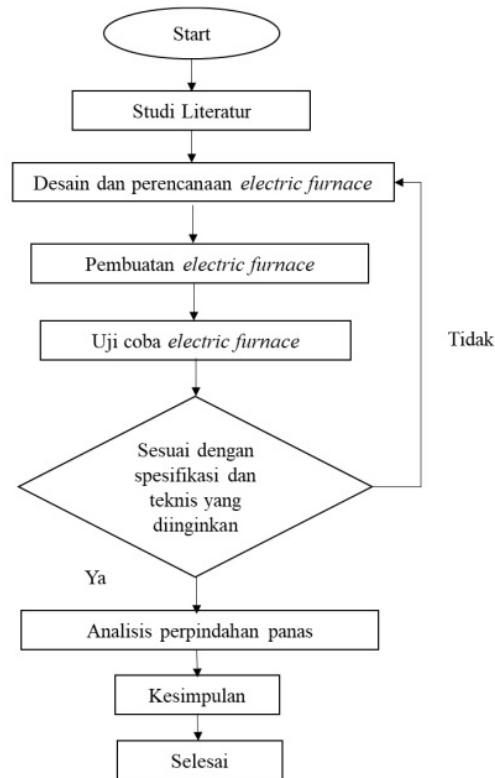 Start
Studi Literatur
Desain dan perencanaan electric furnace
Pembuatan electric furnace
Uji coba electric furnace
Tidak
Sesuai dengan
spesifikasi dan
teknis yang
diinginkan
Ya
Analisis perpindahan panas
Kesimpulan
Selesai